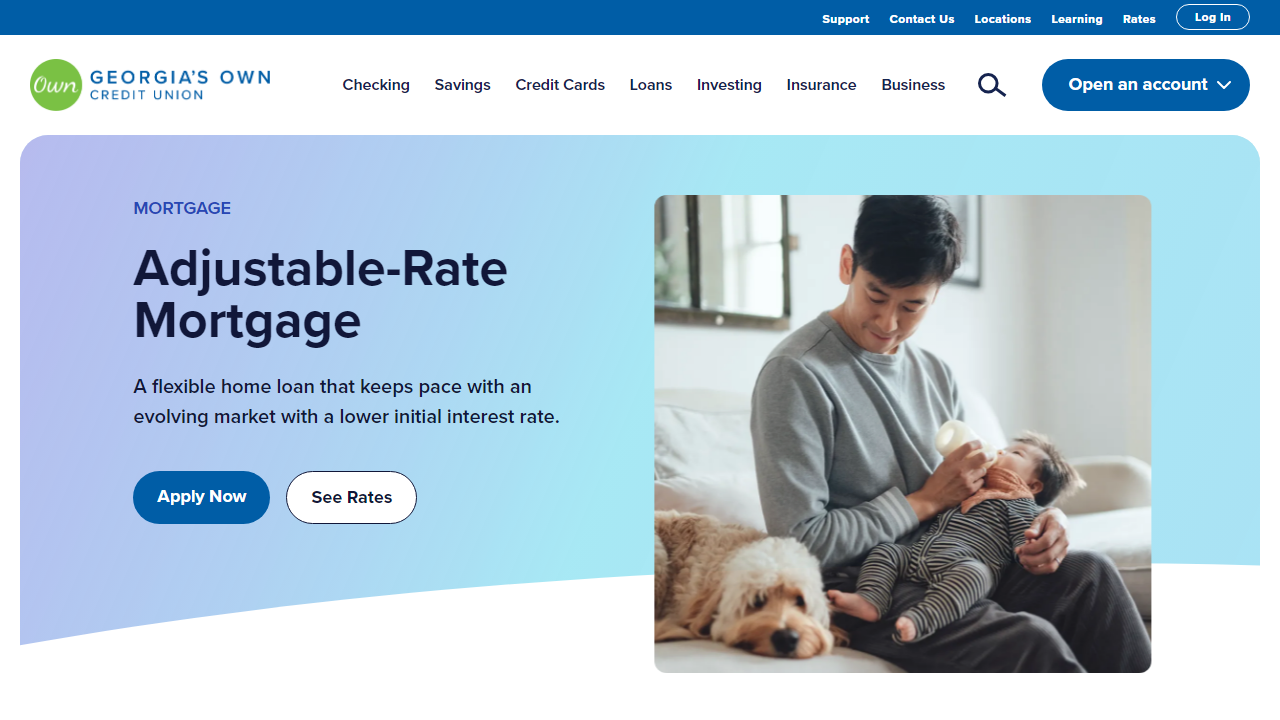 Support Contact Us Locations Learning Rates Log In
Own GEORGIA'S OWN
CREDIT UNION
Checking Savings Credit Cards Loans Investing Insurance Business Open an account
MORTGAGE
Adjustable-Rate
Mortgage
A flexible home loan that keeps pace with an
evolving market with a lower initial interest rate.
Apply Now See Rates